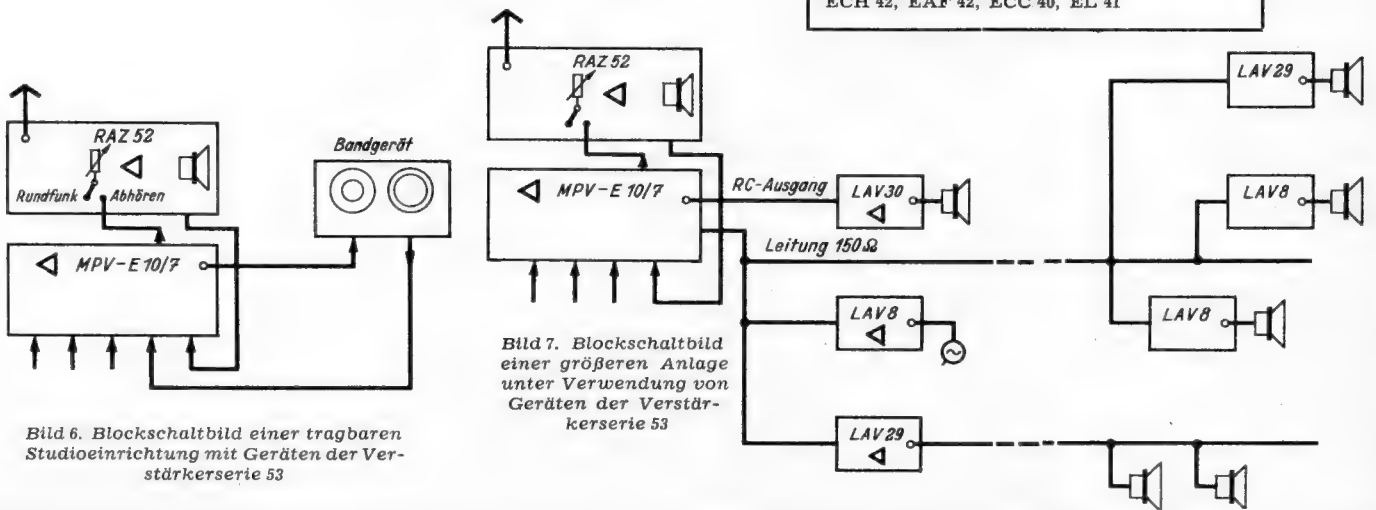 ECH 42, EAF 42, ECC 40, EL 41
RAZ 52
Rundfunk
Abhören
MPV-E 10/7
Bandgerät
Bild 6. Blockschaltbild einer tragbaren
Studioeinrichtung mit Geräten der Ver-
stärkerserie 53
RAZ 52
MPV-E 10/7
RC-Ausgang
LAV 30
Leitung 150 Ω
LAV 29
LAV 8
LAV 8
LAV 8
LAV 29
Bild 7. Blockschaltbild
einer größeren Anlage
unter Verwendung von
Geräten der Verstär-
kerserie 53